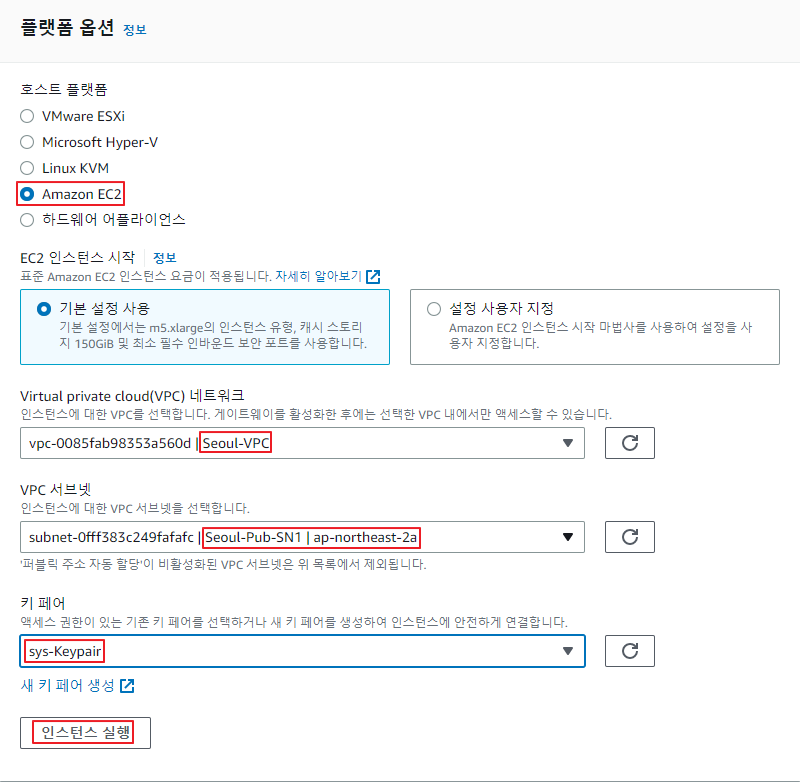 플랫폼 옵션 정보
호스트 플랫폼
VMware ESXi
Microsoft Hyper-V
Linux KVM
Amazon EC2
하드웨어 어플라이언스
EC2 인스턴스 시작 정보
표준 Amazon EC2 인스턴스 요금이 적용됩니다. 자세히 알아보기
기본 설정 사용
기본 설정에서는 m5.xlarge의 인스턴스 유형, 캐시 스토리
지 150GiB 및 최소 필수 인바운드 보안 포트를 사용합니다.
설정 사용자 지정
Amazon EC2 인스턴스 시작 마법사를 사용하여 설정을 사
용자 지정합니다.
Virtual private cloud(VPC) 네트워크
인스턴스에 대한 VPC를 선택합니다. 게이트웨이를 활성화한 후에는 선택한 VPC 내에서만 액세스할 수 있습니다.
vpc-0085fab98353a560d | Seoul-VPC
VPC 서브넷
인스턴스에 대한 VPC 서브넷을 선택합니다.
subnet-0fff383c249fafafc | Seoul-Pub-SN1 | ap-northeast-2a
'퍼블릭 주소 자동 할당'이 비활성화된 VPC 서브넷은 위 목록에서 제외됩니다.
키 페어
액세스 권한이 있는 기존 키 페어를 선택하거나 새 키 페어를 생성하여 인스턴스에 안전하게 연결합니다.
sys-Keypair
새 키 페어 생성
인스턴스 실행